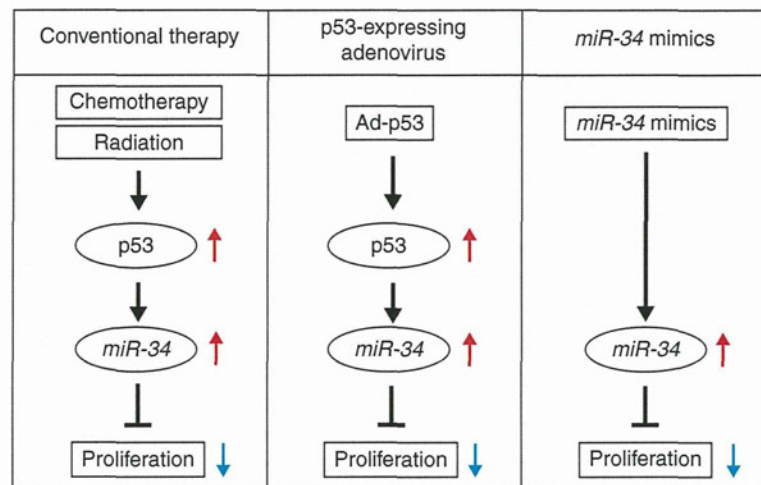 Conventional therapy
p53-expressing
adenovirus
miR-34 mimics
Chemotherapy
Radiation
p53
miR-34
Proliferation
Ad-p53
p53
miR-34
Proliferation
miR-34 mimics
miR-34
Proliferation